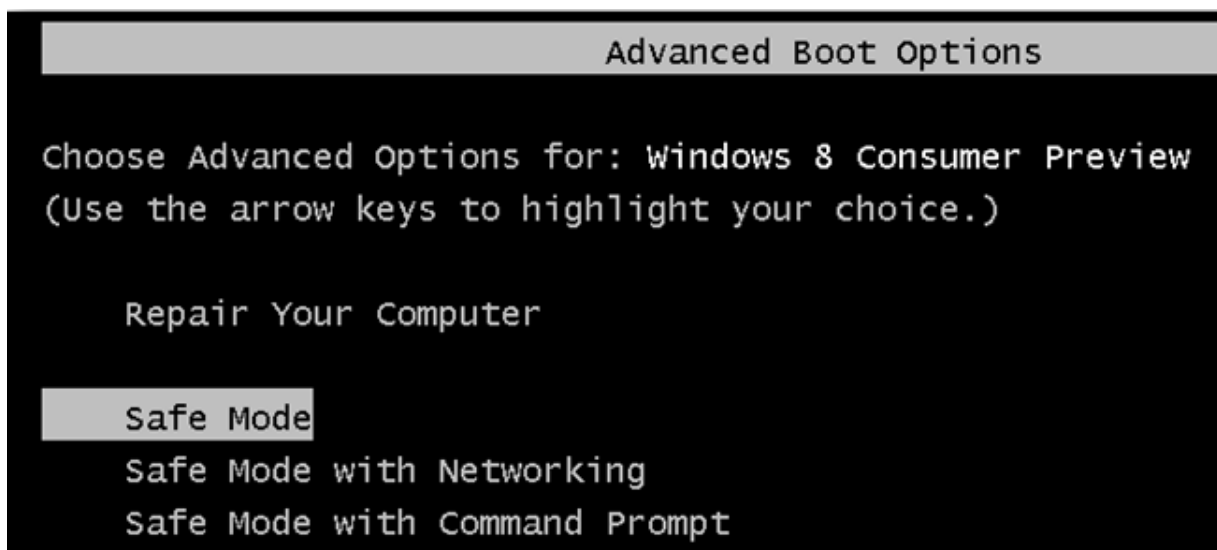 Advanced Boot Options
Choose Advanced Options for: Windows 8 Consumer Preview
(Use the arrow keys to highlight your choice.)
Repair Your Computer
Safe Mode
Safe Mode with Networking
Safe Mode with Command Prompt